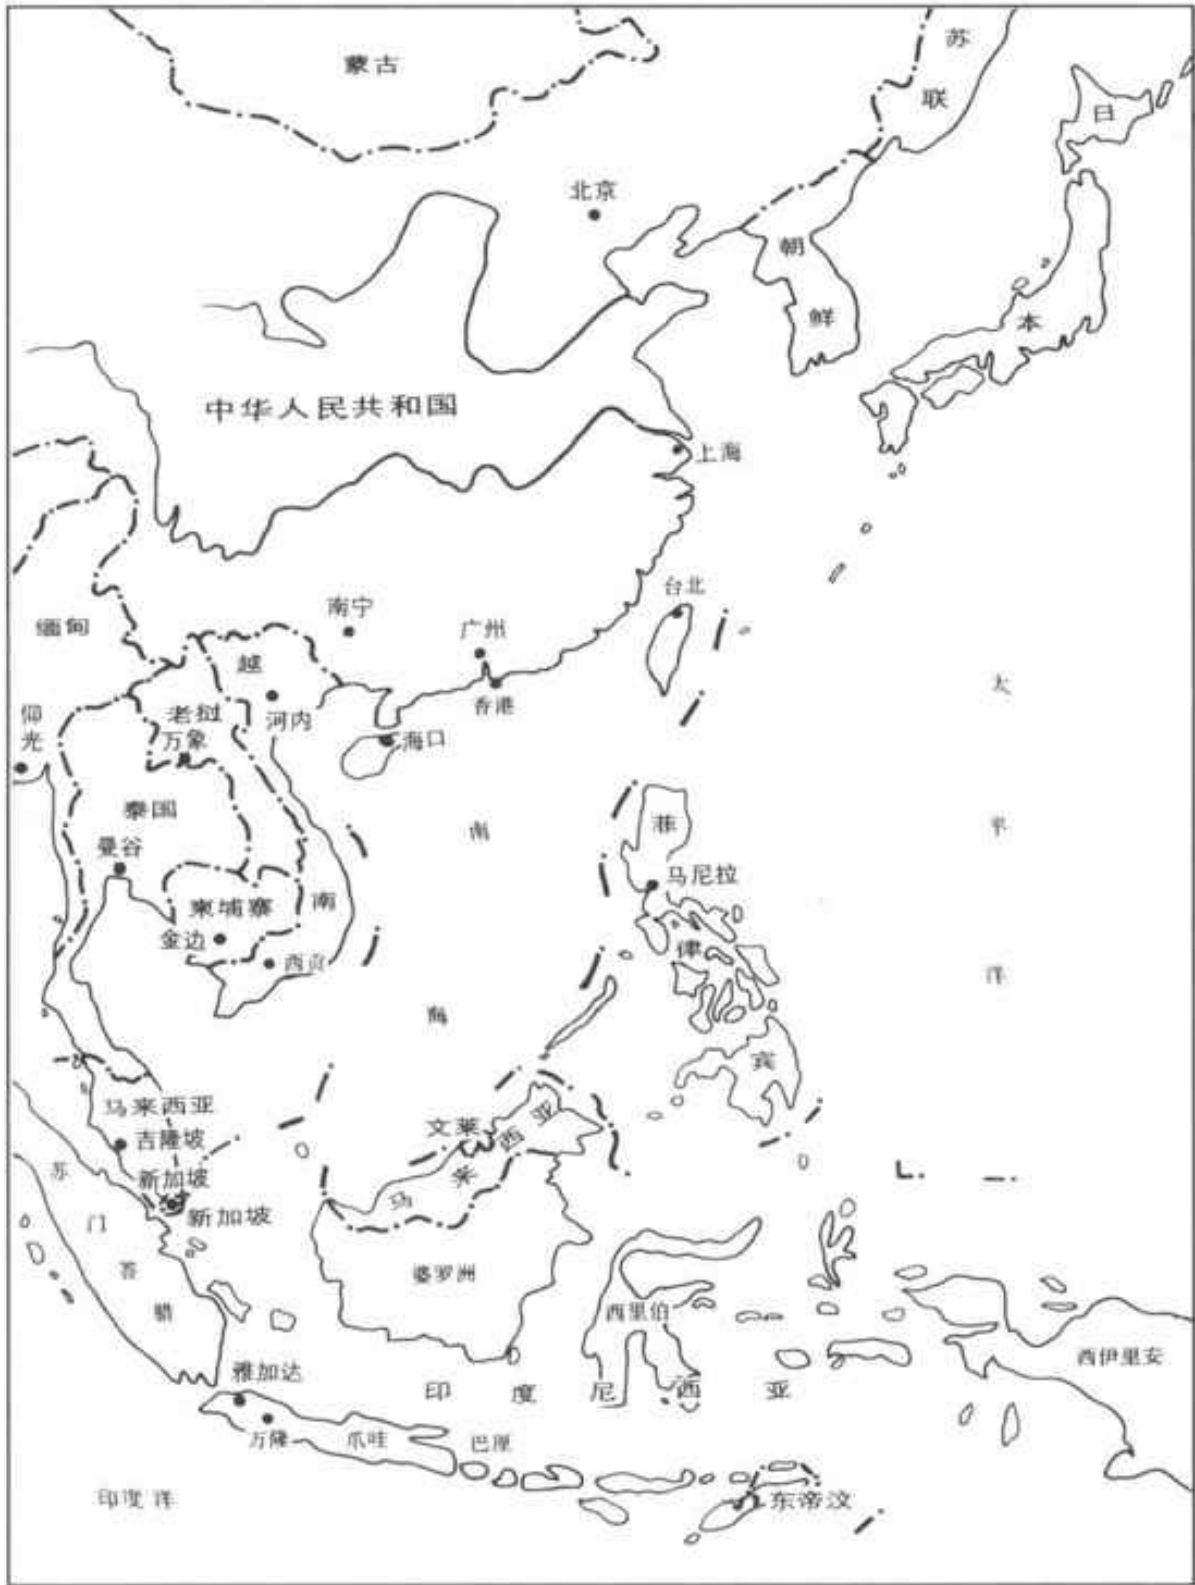 蒙古
苏联
日本
北京
朝鲜
中华人民共和国
上海
台北
缅甸
南宁
广州
越南
香港
太平洋
仰光
老挝
河内
万象
海口
泰国
南海
菲律宾
曼谷
马尼拉
柬埔寨
金边
西贡
马来西亚
文莱
马来西亚
吉隆坡
苏门答腊
新加坡
新加坡
婆罗洲
西里伯
西伊里安
雅加达
印度尼西亚
万隆
爪哇
巴厘
印度洋
东帝汶